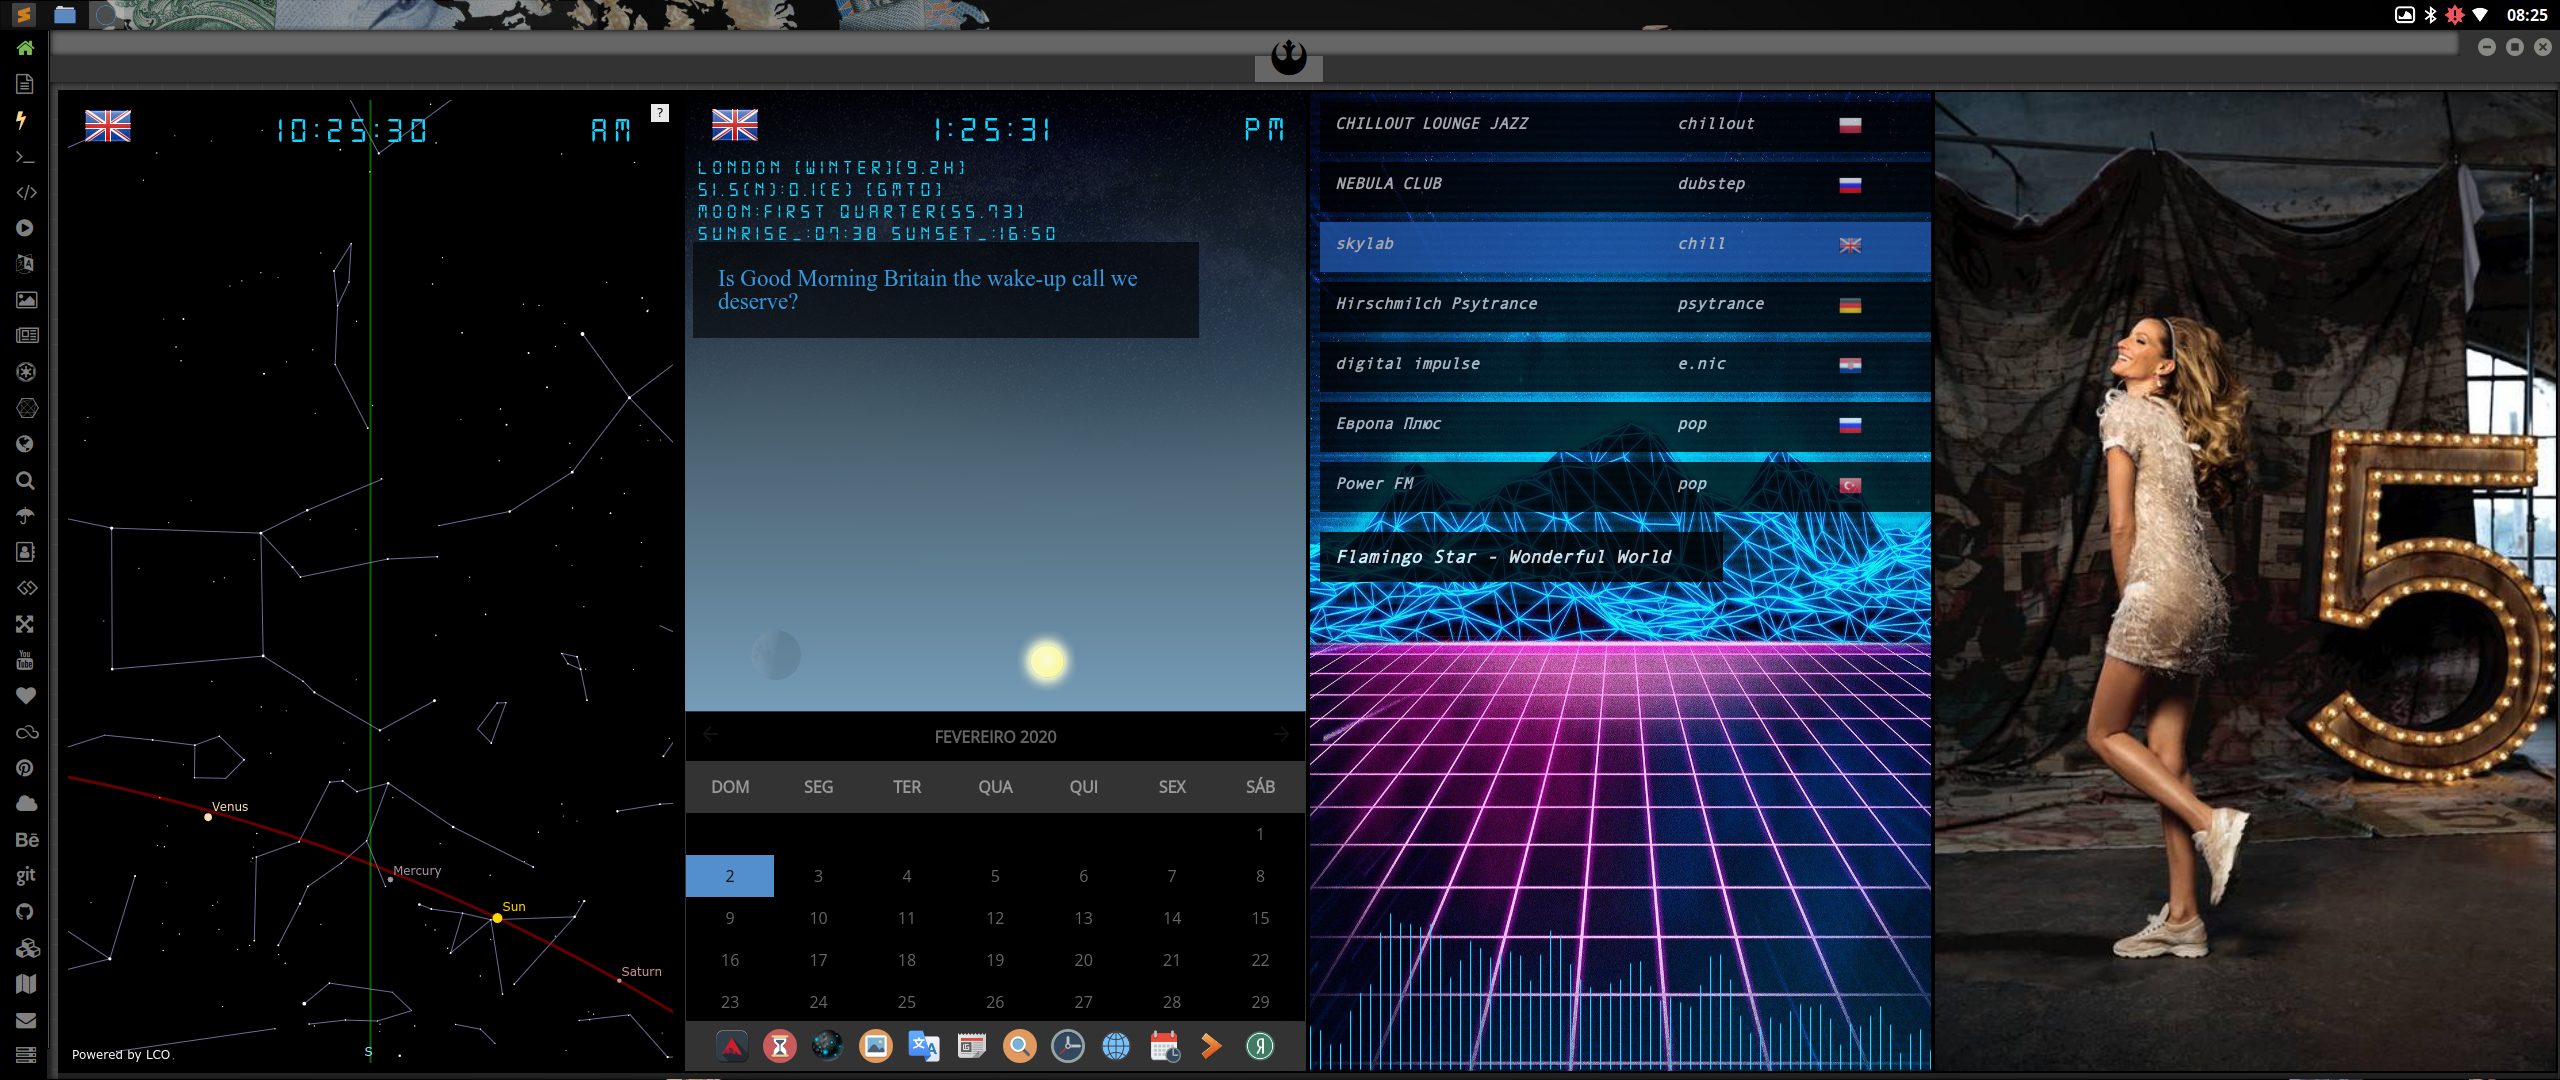 08:25
10:25:30 AM
?
Venus
Mercury
Sun
Saturn
Powered by LCO
S
1:25:31 PM
LONDON [WINTER][9.2H]
51.5(N):0.1(E) [GMT0]
MOON:FIRST QUARTER[55.73]
SUNRISE_:07:38 SUNSET_:16:50
Is Good Morning Britain the wake-up call we
deserve?
FEVEREIRO 2020
DOM SEG TER QUA QUI SEX SÁB
1
2 3 4 5 6 7 8
9 10 11 12 13 14 15
16 17 18 19 20 21 22
23 24 25 26 27 28 29
CHILLOUT LOUNGE JAZZ chillout
NEBULA CLUB dubstep
skylab chill
Hirschmilch Psytrance psytrance
digital impulse e.nic
Европа Плюс pop
Power FM pop
Flamingo Star - Wonderful World
5
You
Tube
Bē
git